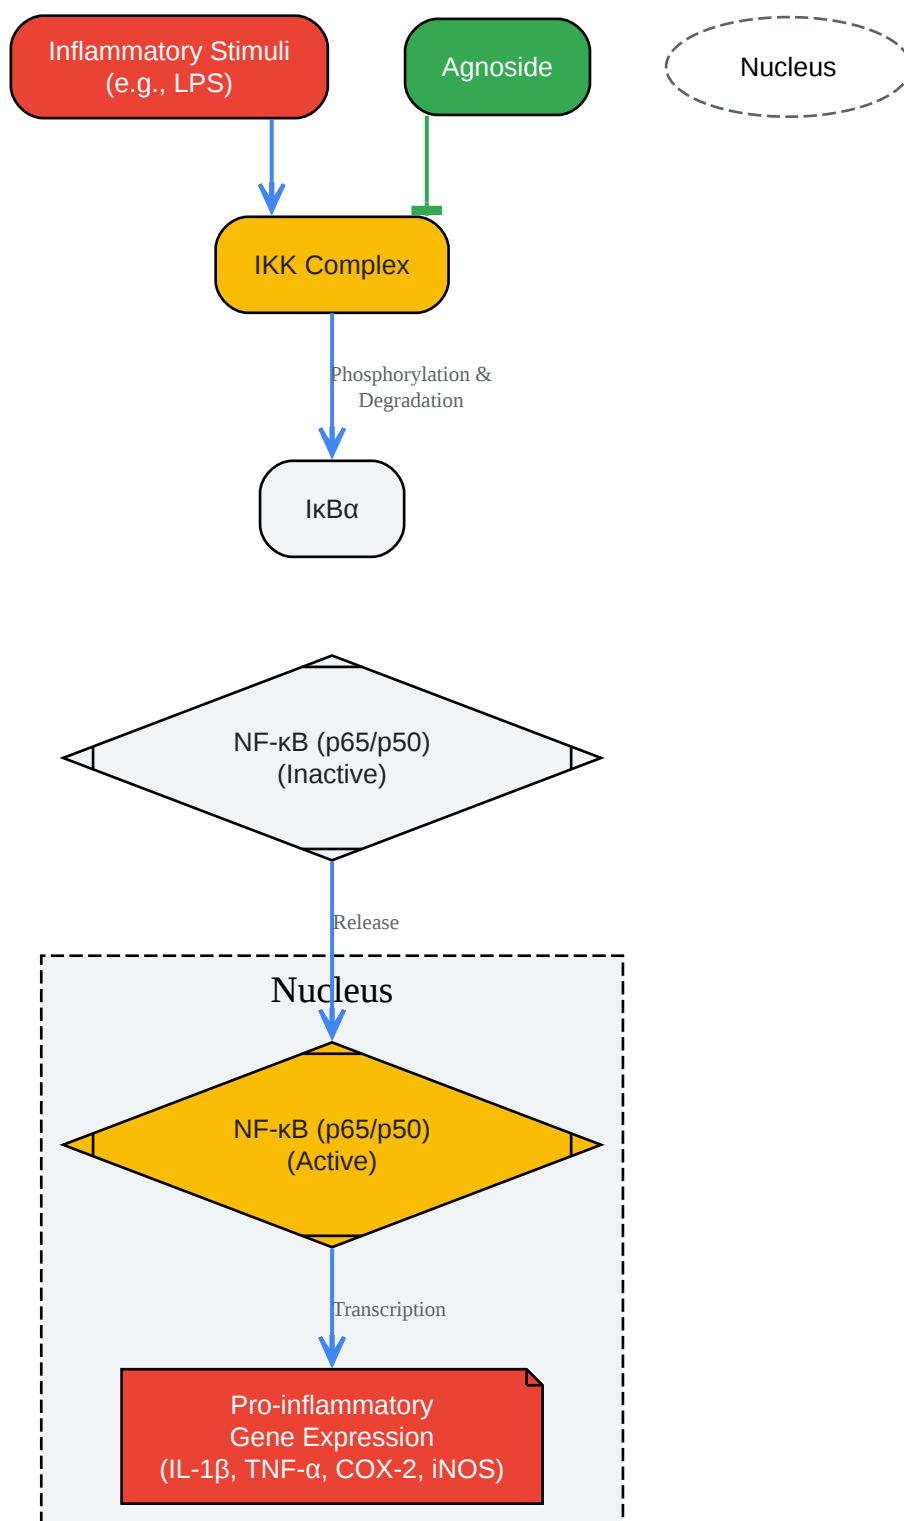 Inflammatory Stimuli
(e.g., LPS)
Agnoside
Nucleus
IKK Complex
Phosphorylation &
Degradation
IκBα
NF-κB (p65/p50)
(Inactive)
Release
Nucleus
NF-κB (p65/p50)
(Active)
Transcription
Pro-inflammatory
Gene Expression
(IL-1β, TNF-α, COX-2, iNOS)